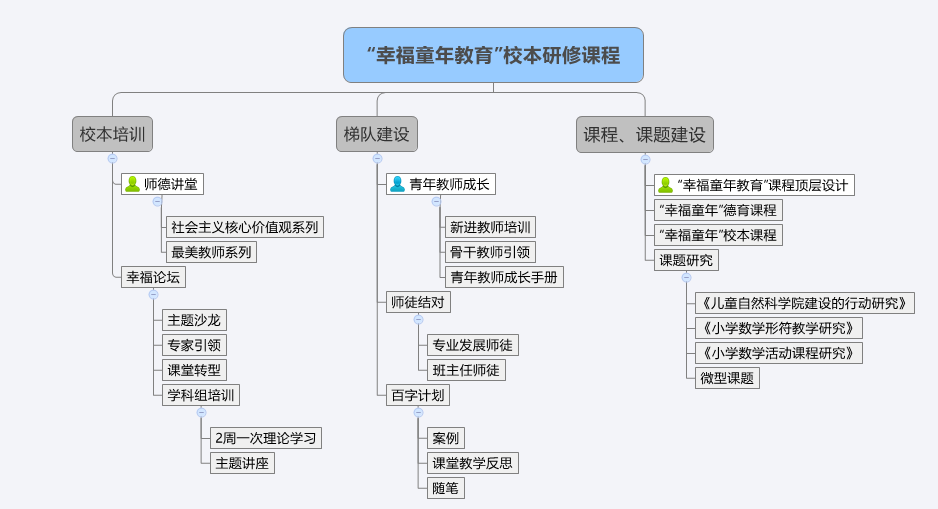 “幸福童年教育”校本研修课程
校本培训
师德讲堂
社会主义核心价值观系列
最美教师系列
幸福论坛
主题沙龙
专家引领
课堂转型
学科组培训
2周一次理论学习
主题讲座
梯队建设
青年教师成长
新进教师培训
骨干教师引领
青年教师成长手册
师徒结对
专业发展师徒
班主任师徒
百字计划
案例
课堂教学反思
随笔
课程、课题建设
“幸福童年教育”课程顶层设计
“幸福童年”德育课程
“幸福童年”校本课程
课题研究
《儿童自然科学院建设的行动研究》
《小学数学形符教学研究》
《小学数学活动课程研究》
微型课题